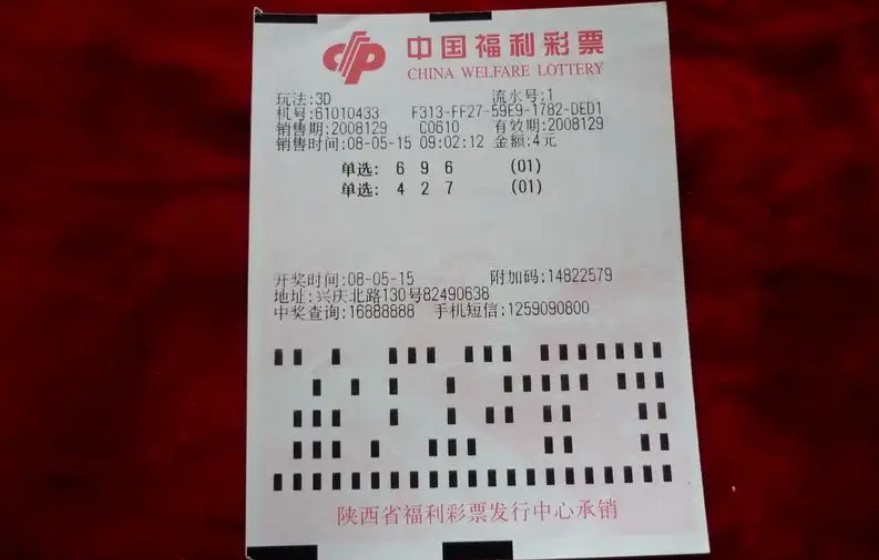 中国福利彩票
CHINA WELFARE LOTTERY
玩法:3D 流水号:1
机号:61010433 F313-FF27-59E9-1782-DED1
销售期:2008129 C0610 有效期:2008129
销售时间:08-05-15 09:02:12 金额:4元
单选: 6 9 6 (01)
单选: 4 2 7 (01)
开奖时间:08-05-15 附加码:14822579
地址:兴庆北路130号82490638
中奖查询:16888888 手机短信:1259090800
陕西省福利彩票发行中心承销